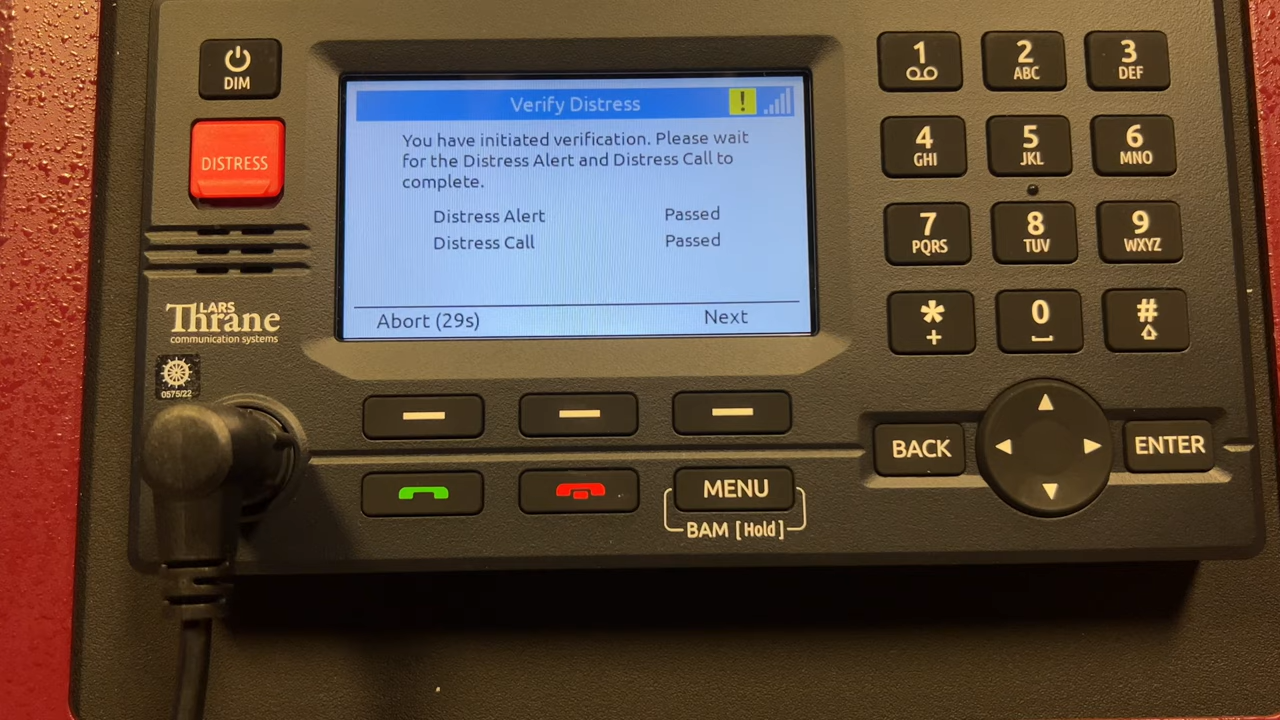 DIM
DISTRESS
LARS
Thrane
communication systems
0575/22
Verify Distress
!
You have initiated verification. Please wait
for the Distress Alert and Distress Call to
complete.
Distress Alert Passed
Distress Call Passed
Abort (29s) Next
1 2 ABC 3 DEF
4 GHI 5 JKL 6 MNO
7 PQRS 8 TUV 9 WXYZ
* + 0 #
BACK ENTER
MENU
BAM [Hold]